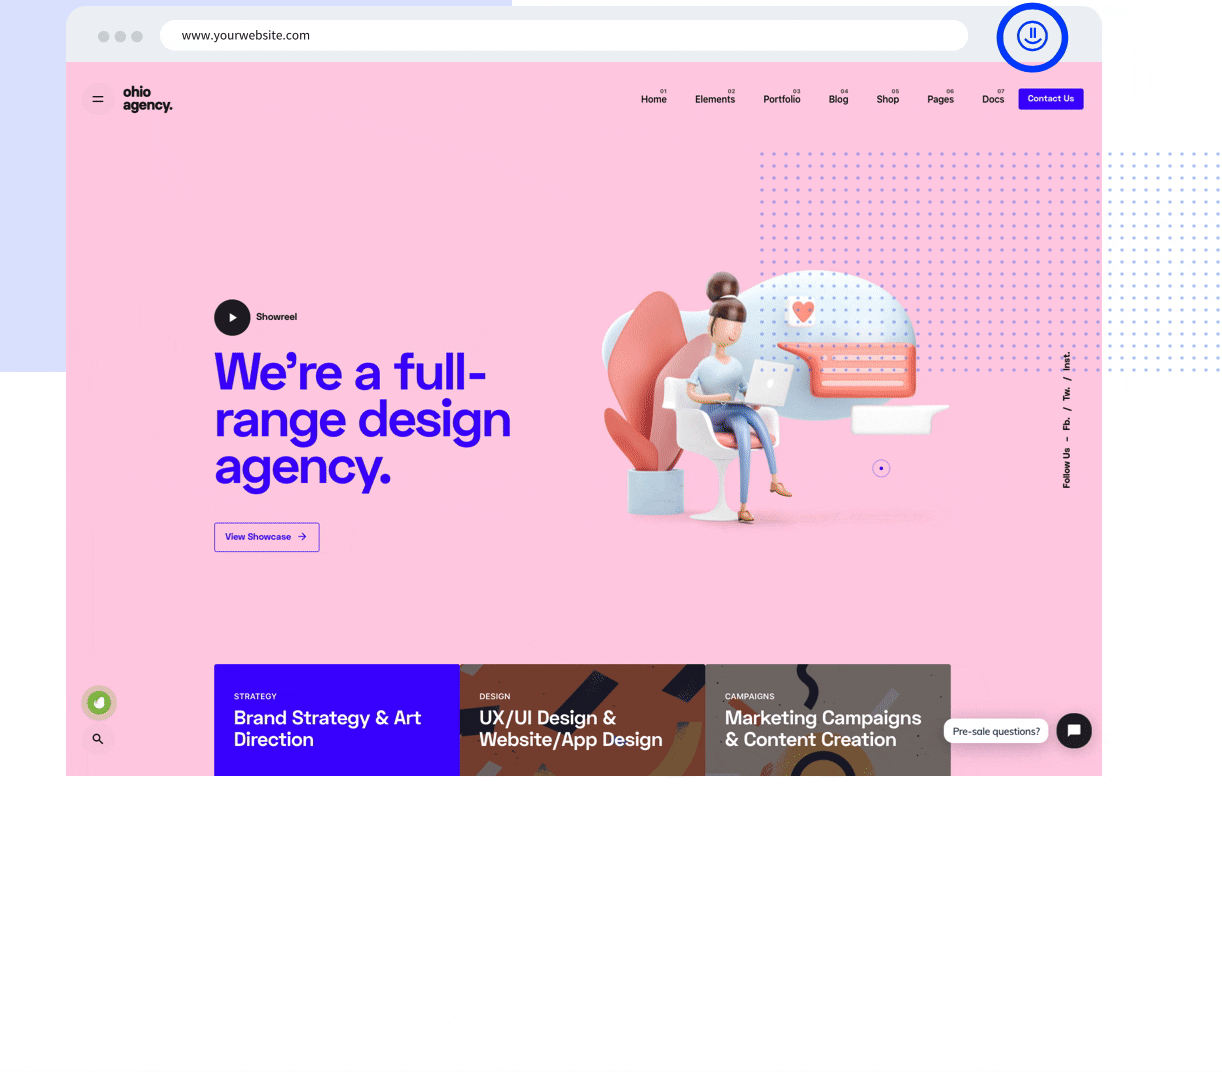 www.yourwebsite.com
ohio
agency.
01 02 03 04 05 06 07
Home Elements Portfolio Blog Shop Pages Docs Contact Us
Showreel
We're a full-
range design
agency.
View Showcase
Follow Us – Fb. / Tw. / Inst.
STRATEGY
Brand Strategy & Art
Direction
DESIGN
UX/UI Design &
Website/App Design
CAMPAIGNS
Marketing Campaigns
& Content Creation
Pre-sale questions?